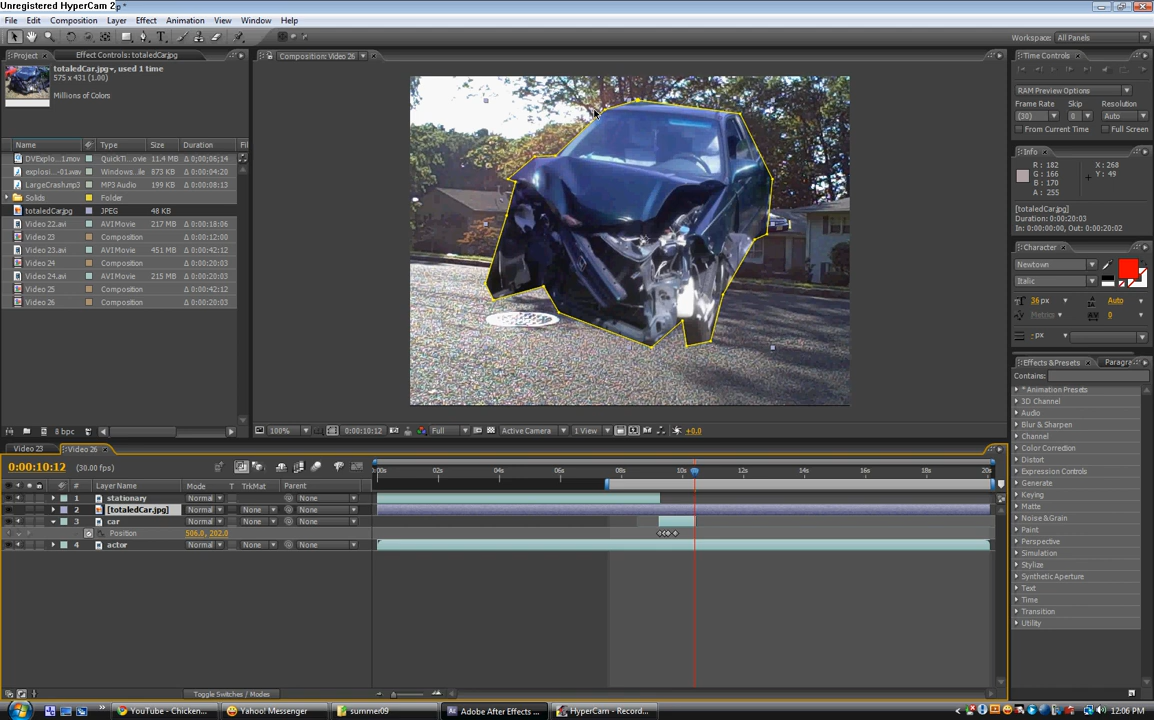 Unregistered HyperCam 2
p*
File Edit Composition Layer Effect Animation View Window Help
Workspace: All Panels
Project Effect Controls: totaledCar.jpg
Composition: Video 26
Time Controls
totaledCar.jpg, used 1 time
575 x 431 (1.00)
Millions of Colors
RAM Preview Options
Frame Rate Skip Resolution
(30) 0 Auto
From Current Time Full Screen
Info
R: 182 X: 268
G: 166 Y: 49
B: 170
A: 255
[totaledCar.jpg]
Duration: 0:00:20:03
In: 0:00:00:00, Out: 0:00:20:02
Name Type Size Duration Fil
DVExplo...1.mov QuickTi...ovie 11.4 MB Δ 0;00;06;14
explosi...-01.wav Windows...ile 873 KB Δ 0:00:04:20
LargeCrash.mp3 MP3 Audio 199 KB Δ 0:00:08:13
Solids Folder
totaledCar.jpg JPEG 48 KB
Video 22.avi AVI Movie 217 MB Δ 0:00:18:06
Video 23 Composition Δ 0:00:12:00
Video 23.avi AVI Movie 451 MB Δ 0:00:42:12
Video 24 Composition Δ 0:00:20:03
Video 24.avi AVI Movie 215 MB Δ 0:00:20:03
Video 25 Composition Δ 0:00:42:12
Video 26 Composition Δ 0:00:20:03
Character
Newtown
Italic
36 px Auto
Metrics 0
- px
Effects & Presets Paragra
Contains:
* Animation Presets
3D Channel
Audio
Blur & Sharpen
Channel
Color Correction
Distort
Expression Controls
Generate
Keying
Matte
Noise & Grain
Paint
Perspective
Simulation
Stylize
Synthetic Aperture
Text
Time
Transition
Utility
8 bpc
100% 0:00:10:12 Full Active Camera 1 View +0.0
Video 23 Video 26
0:00:10:12 (30.00 fps)
:00s 02s 04s 06s 08s 10s 12s 14s 16s 18s 20s
# Layer Name Mode T TrkMat Parent
1 stationary Normal None
2 [totaledCar.jpg] Normal None None
3 car Normal None None
Position 506.0, 202.0
4 actor Normal None None
Toggle Switches / Modes
start YouTube - Chicken... Yahoo! Messenger summer09 Adobe After Effects ... HyperCam - Record... 12:06 PM